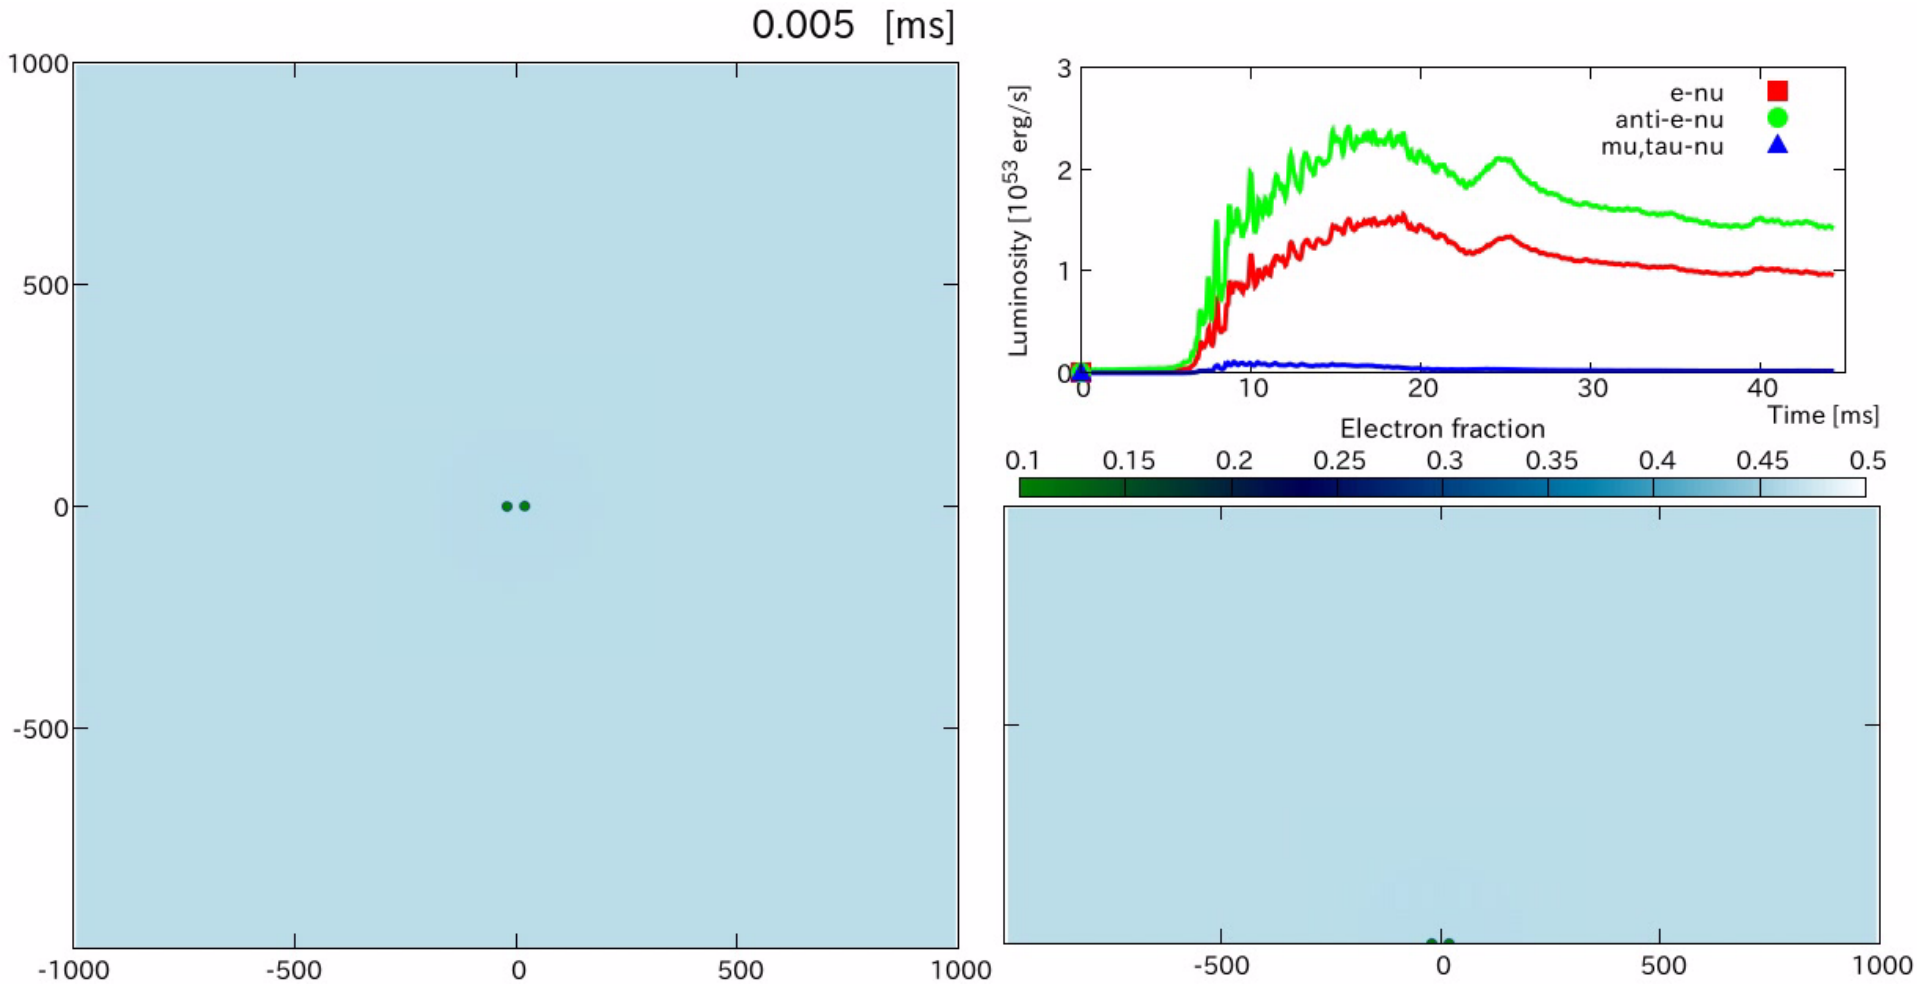 0.005 [ms]
1000
500
0
-500
-1000 -500 0 500 1000
3
2
1
0
Luminosity [10^53 erg/s]
e-nu
anti-e-nu
mu,tau-nu
0 10 20 30 40
Time [ms]
Electron fraction
0.1 0.15 0.2 0.25 0.3 0.35 0.4 0.45 0.5
-500 0 500 1000